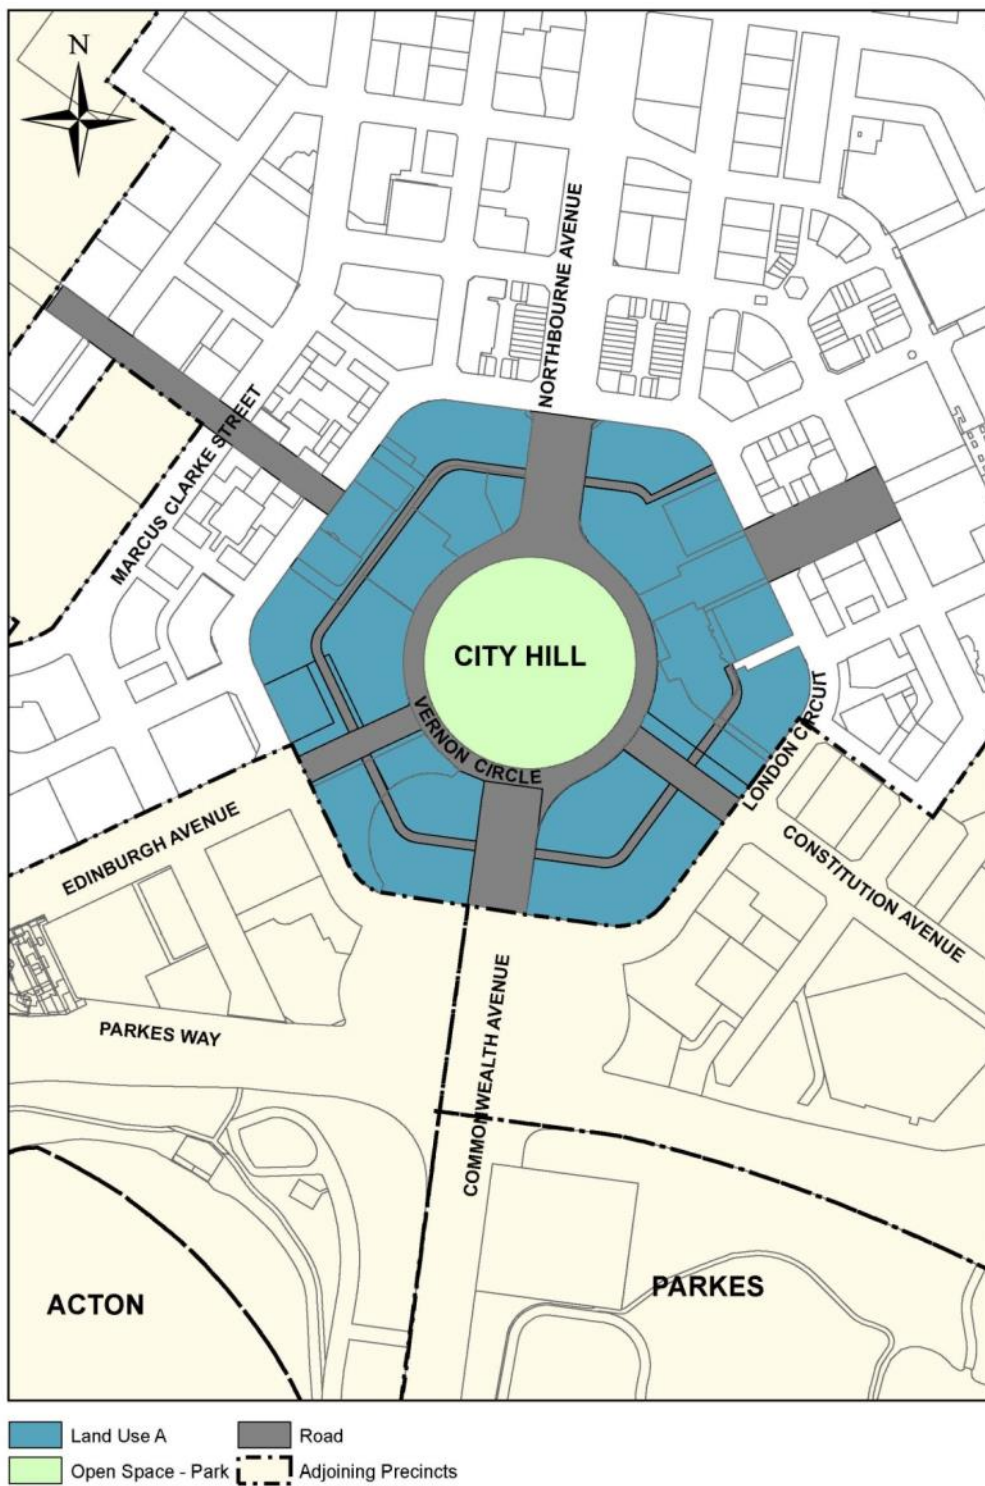 N
NORTHBOURNE AVENUE
MARCUS CLARKE STREET
CITY HILL
VERNON CIRCLE
LONDON CIRCUIT
EDINBURGH AVENUE
CONSTITUTION AVENUE
PARKES WAY
COMMONWEALTH AVENUE
ACTON
PARKES
Land Use A
Road
Open Space - Park
Adjoining Precincts